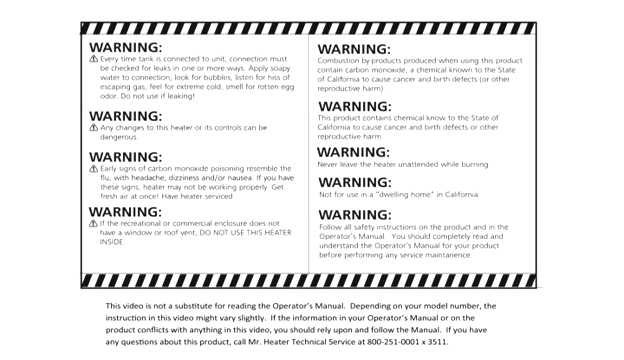 WARNING:
⚠ Every time tank is connected to unit, connection must
be checked for leaks in one or more ways. Apply soapy
water to connection, look for bubbles, listen for hiss of
escaping gas, feel for extreme cold, smell for rotten egg
odor. Do not use if leaking!
WARNING:
⚠ Any changes to this heater or its controls can be
dangerous.
WARNING:
⚠ Early signs of carbon monoxide poisoning resemble the
flu, with headache, dizziness and/or nausea. If you have
these signs, heater may not be working properly. Get
fresh air at once! Have heater serviced.
WARNING:
⚠ If the recreational or commercial enclosure does not
have a window or roof vent, DO NOT USE THIS HEATER
INSIDE.
WARNING:
Combustion by-products produced when using this product
contain carbon monoxide, a chemical known to the State
of California to cause cancer and birth defects (or other
reproductive harm).
WARNING:
This product contains chemical know to the State of
California to cause cancer and birth defects or other
reproductive harm.
WARNING:
Never leave the heater unattended while burning.
WARNING:
Not for use in a "dwelling home" in California
WARNING:
Follow all safety instructions on the product and in the
Operator's Manual. You should completely read and
understand the Operator's Manual for your product
before performing any service maintanence.
This video is not a substitute for reading the Operator's Manual. Depending on your model number, the
instruction in this video might vary slightly. If the information in your Operator's Manual or on the
product conflicts with anything in this video, you should rely upon and follow the Manual. If you have
any questions about this product, call Mr. Heater Technical Service at 800-251-0001 x 3511.